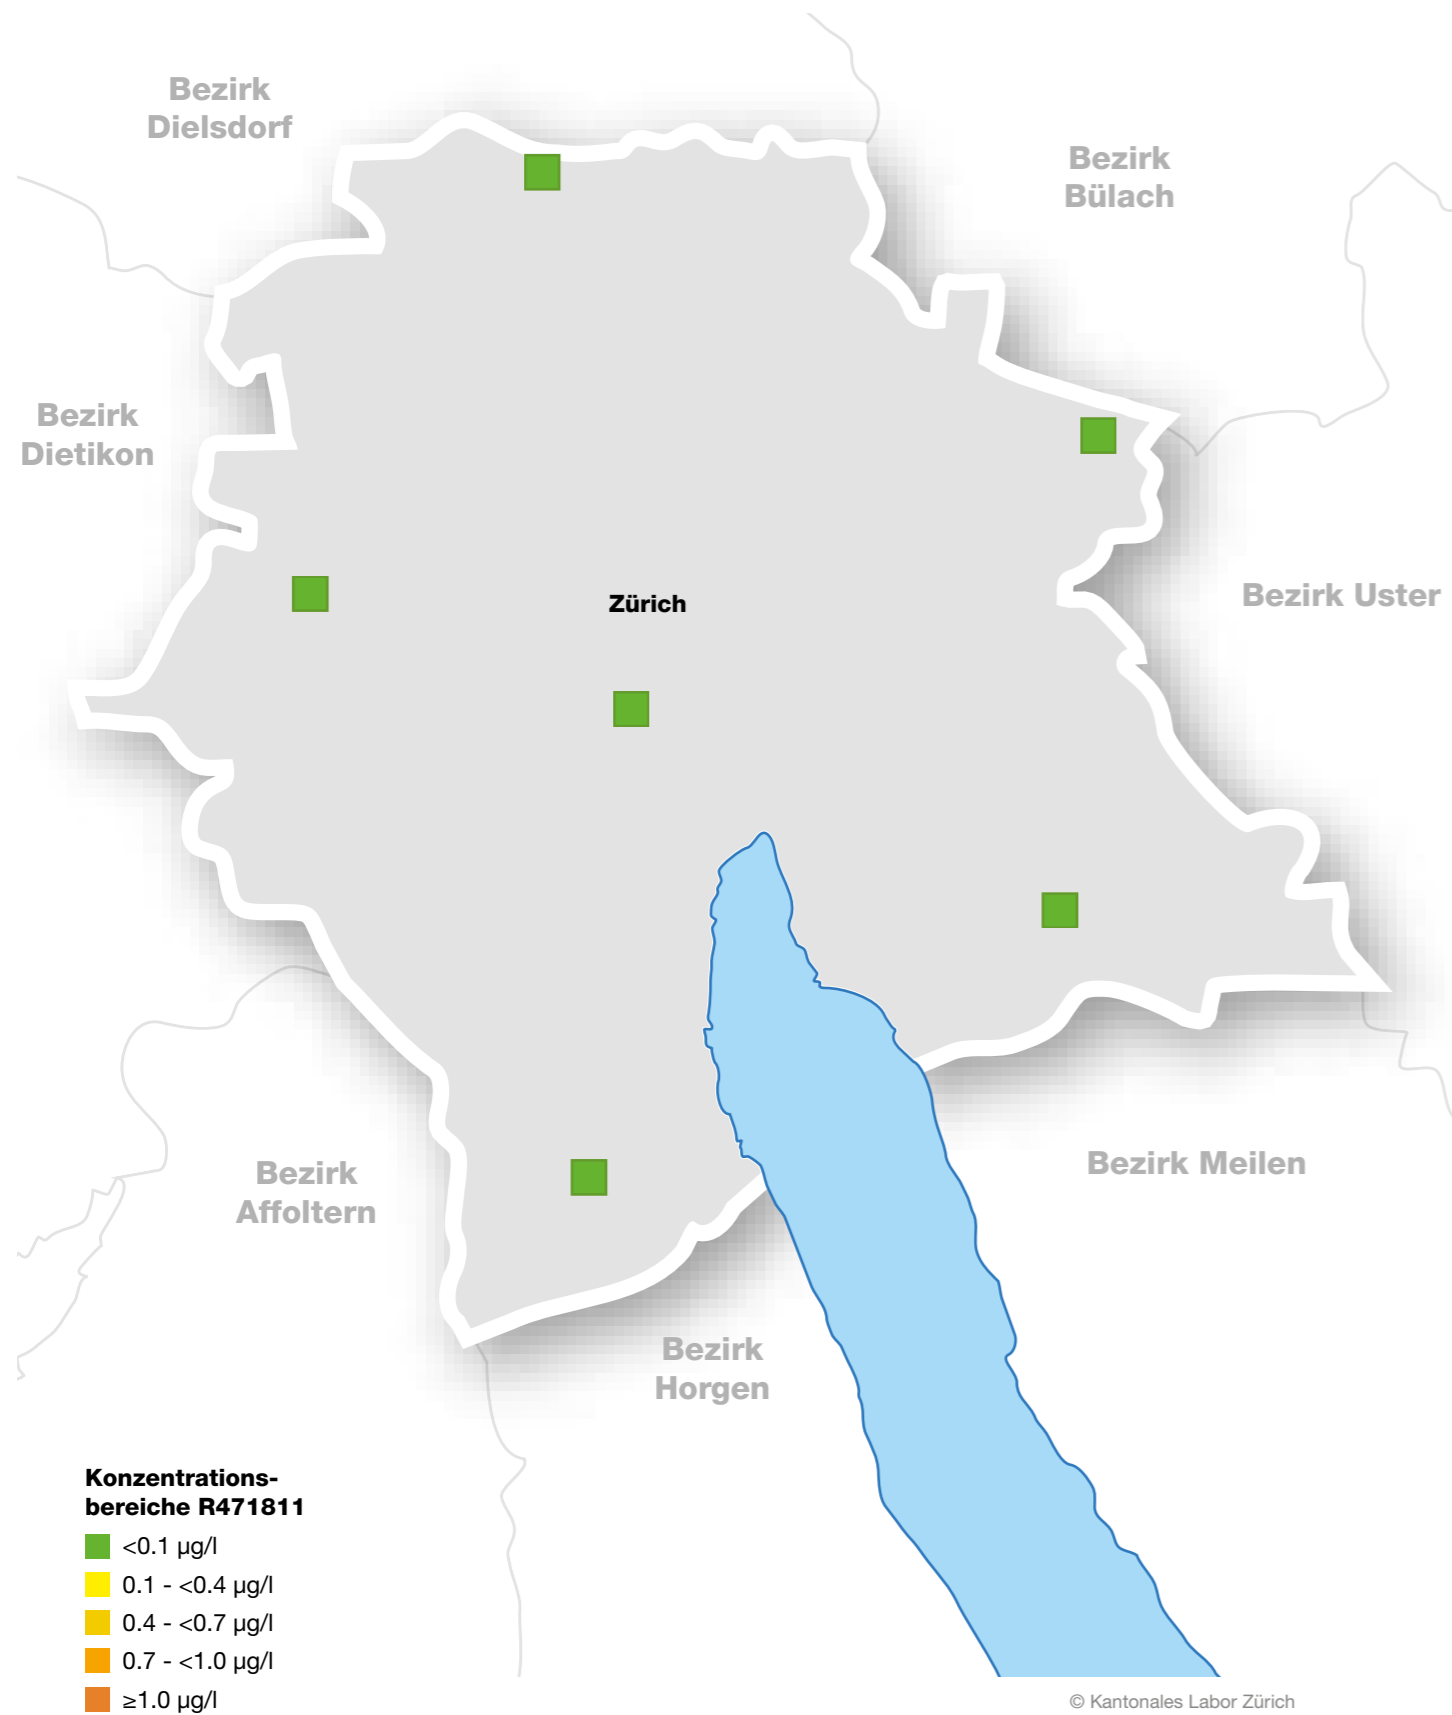 Bezirk
Dielsdorf
Bezirk
Bülach
Bezirk
Dietikon
Bezirk Uster
Zürich
Bezirk Meilen
Bezirk
Affoltern
Bezirk
Horgen
Konzentrations-
bereiche R471811
<0.1 µg/l
0.1 - <0.4 µg/l
0.4 - <0.7 µg/l
0.7 - <1.0 µg/l
≥1.0 µg/l
© Kantonales Labor Zürich